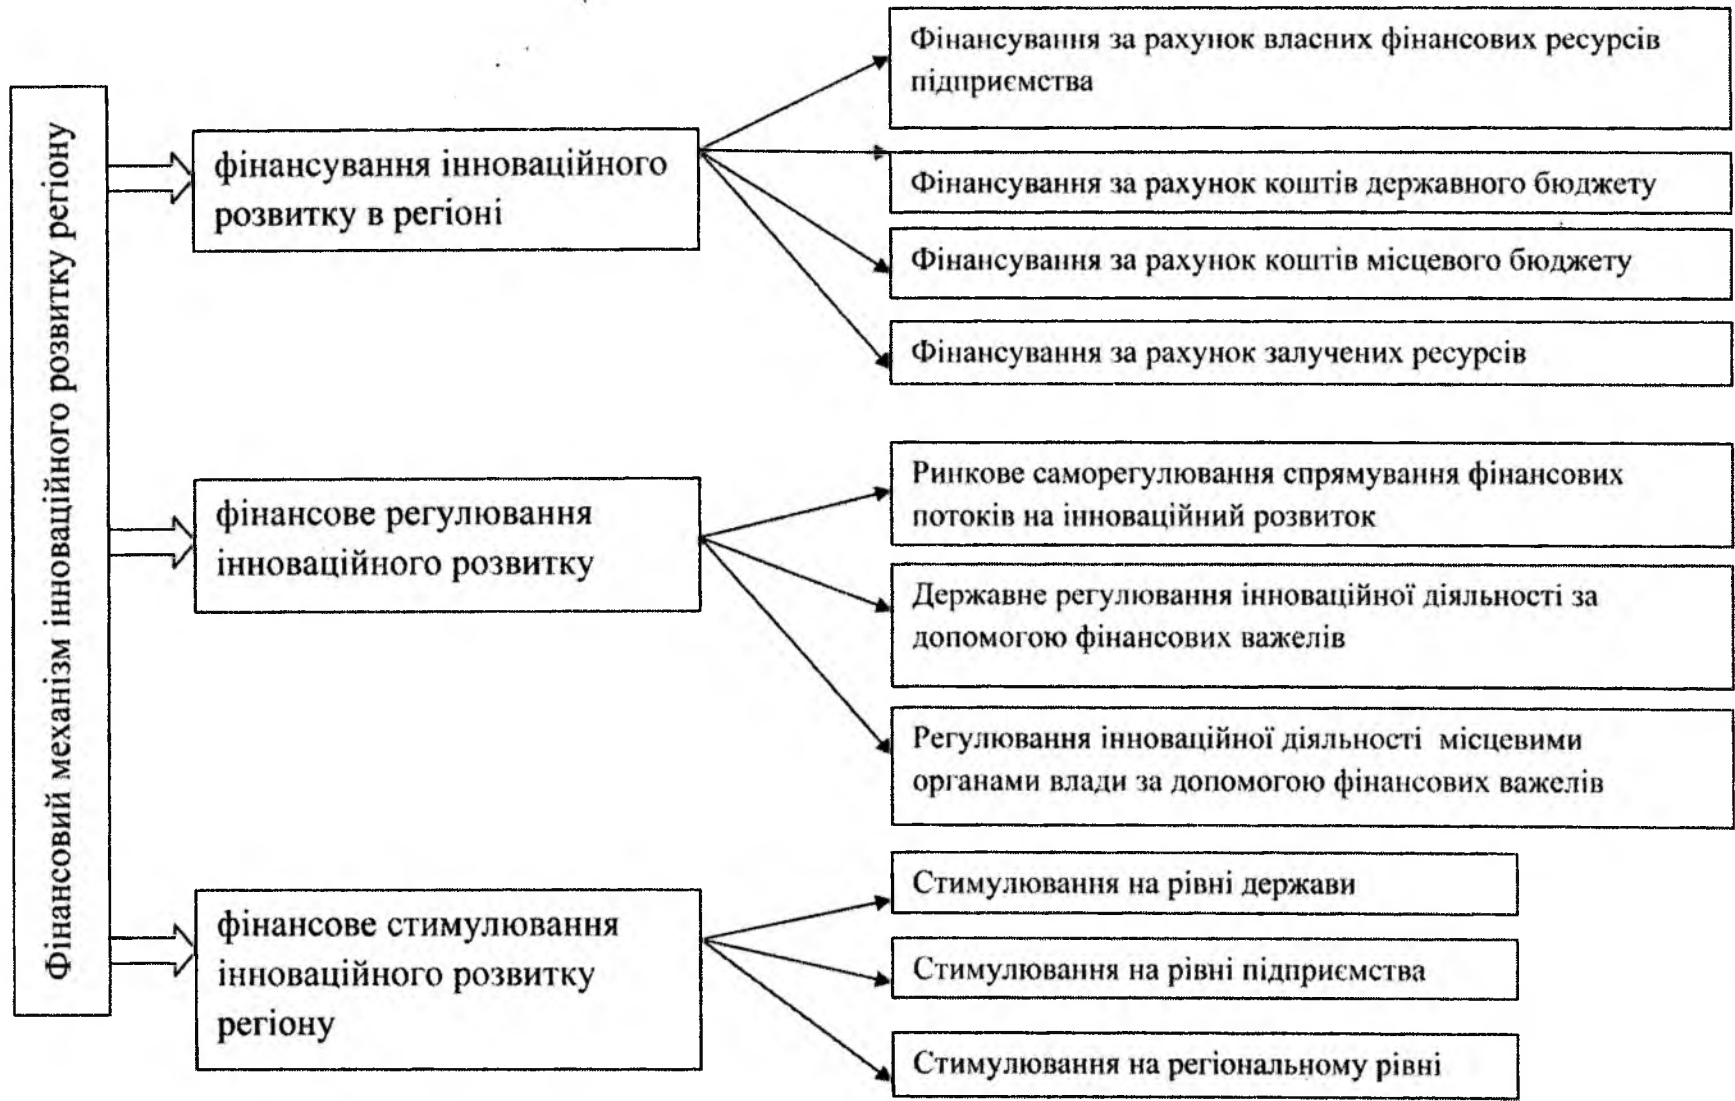 Фінансовий механізм інноваційного розвитку регіону
фінансування інноваційного
розвитку в регіоні
Фінансування за рахунок власних фінансових ресурсів
підприємства
Фінансування за рахунок коштів державного бюджету
Фінансування за рахунок коштів місцевого бюджету
Фінансування за рахунок залучених ресурсів
фінансове регулювання
інноваційного розвитку
Ринкове саморегулювання спрямування фінансових
потоків на інноваційний розвиток
Державне регулювання інноваційної діяльності за
допомогою фінансових важелів
Регулювання інноваційної діяльності місцевими
органами влади за допомогою фінансових важелів
фінансове стимулювання
інноваційного розвитку
регіону
Стимулювання на рівні держави
Стимулювання на рівні підприємства
Стимулювання на регіональному рівні